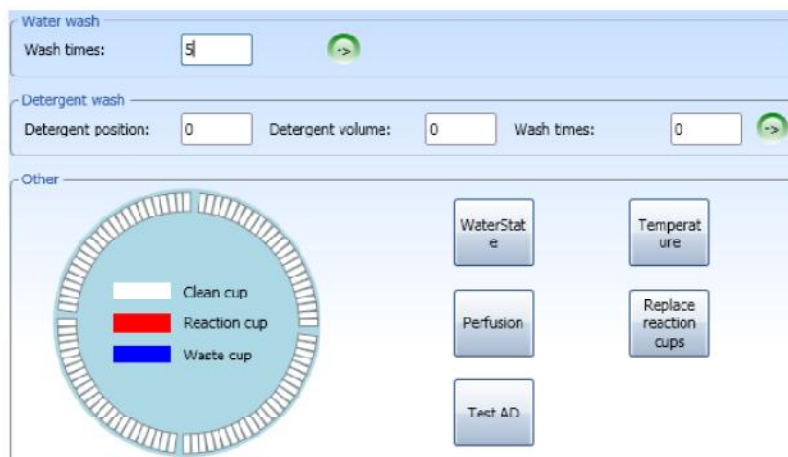 Water wash
Wash times: 5 ->
Detergent wash
Detergent position: 0 Detergent volume: 0 Wash times: 0 ->
Other
WaterStat
e
Temperat
ure
Clean cup
Reaction cup
Waste cup
Perfusion
Replace
reaction
cups
Test AD